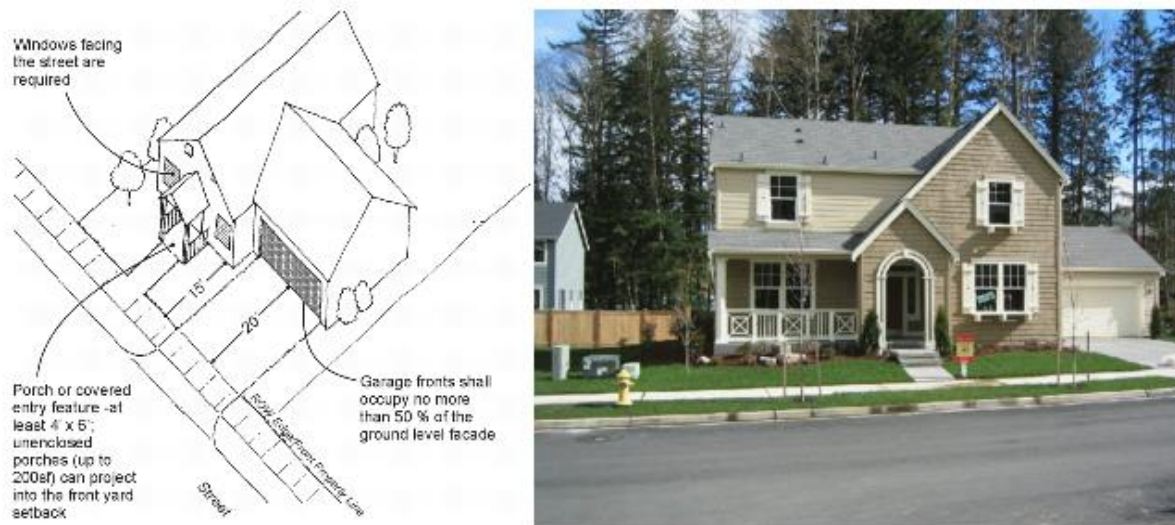 Windows facing
the street are
required
15'
20'
Porch or covered
entry feature -at
least 4' x 6';
unenclosed
porches (up to
200sf) can project
into the front yard
setback
Garage fronts shall
occupy no more
than 50 % of the
ground level facade
ROW Edge/Front Property Line
Street